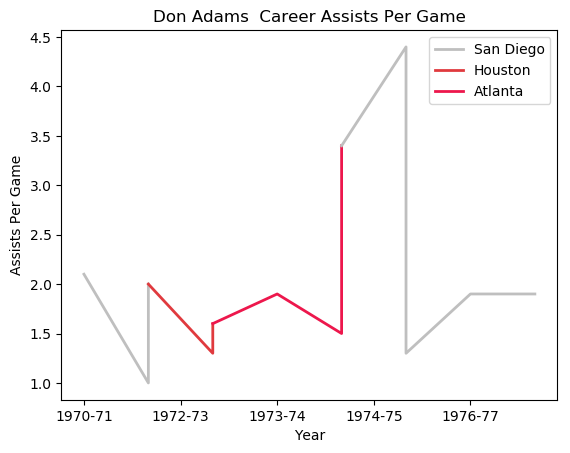 Don Adams  Career Assists Per Game
San Diego
Houston
Atlanta
Assists Per Game
4.5
4.0
3.5
3.0
2.5
2.0
1.5
1.0
1970-71 1972-73 1973-74 1974-75 1976-77
Year